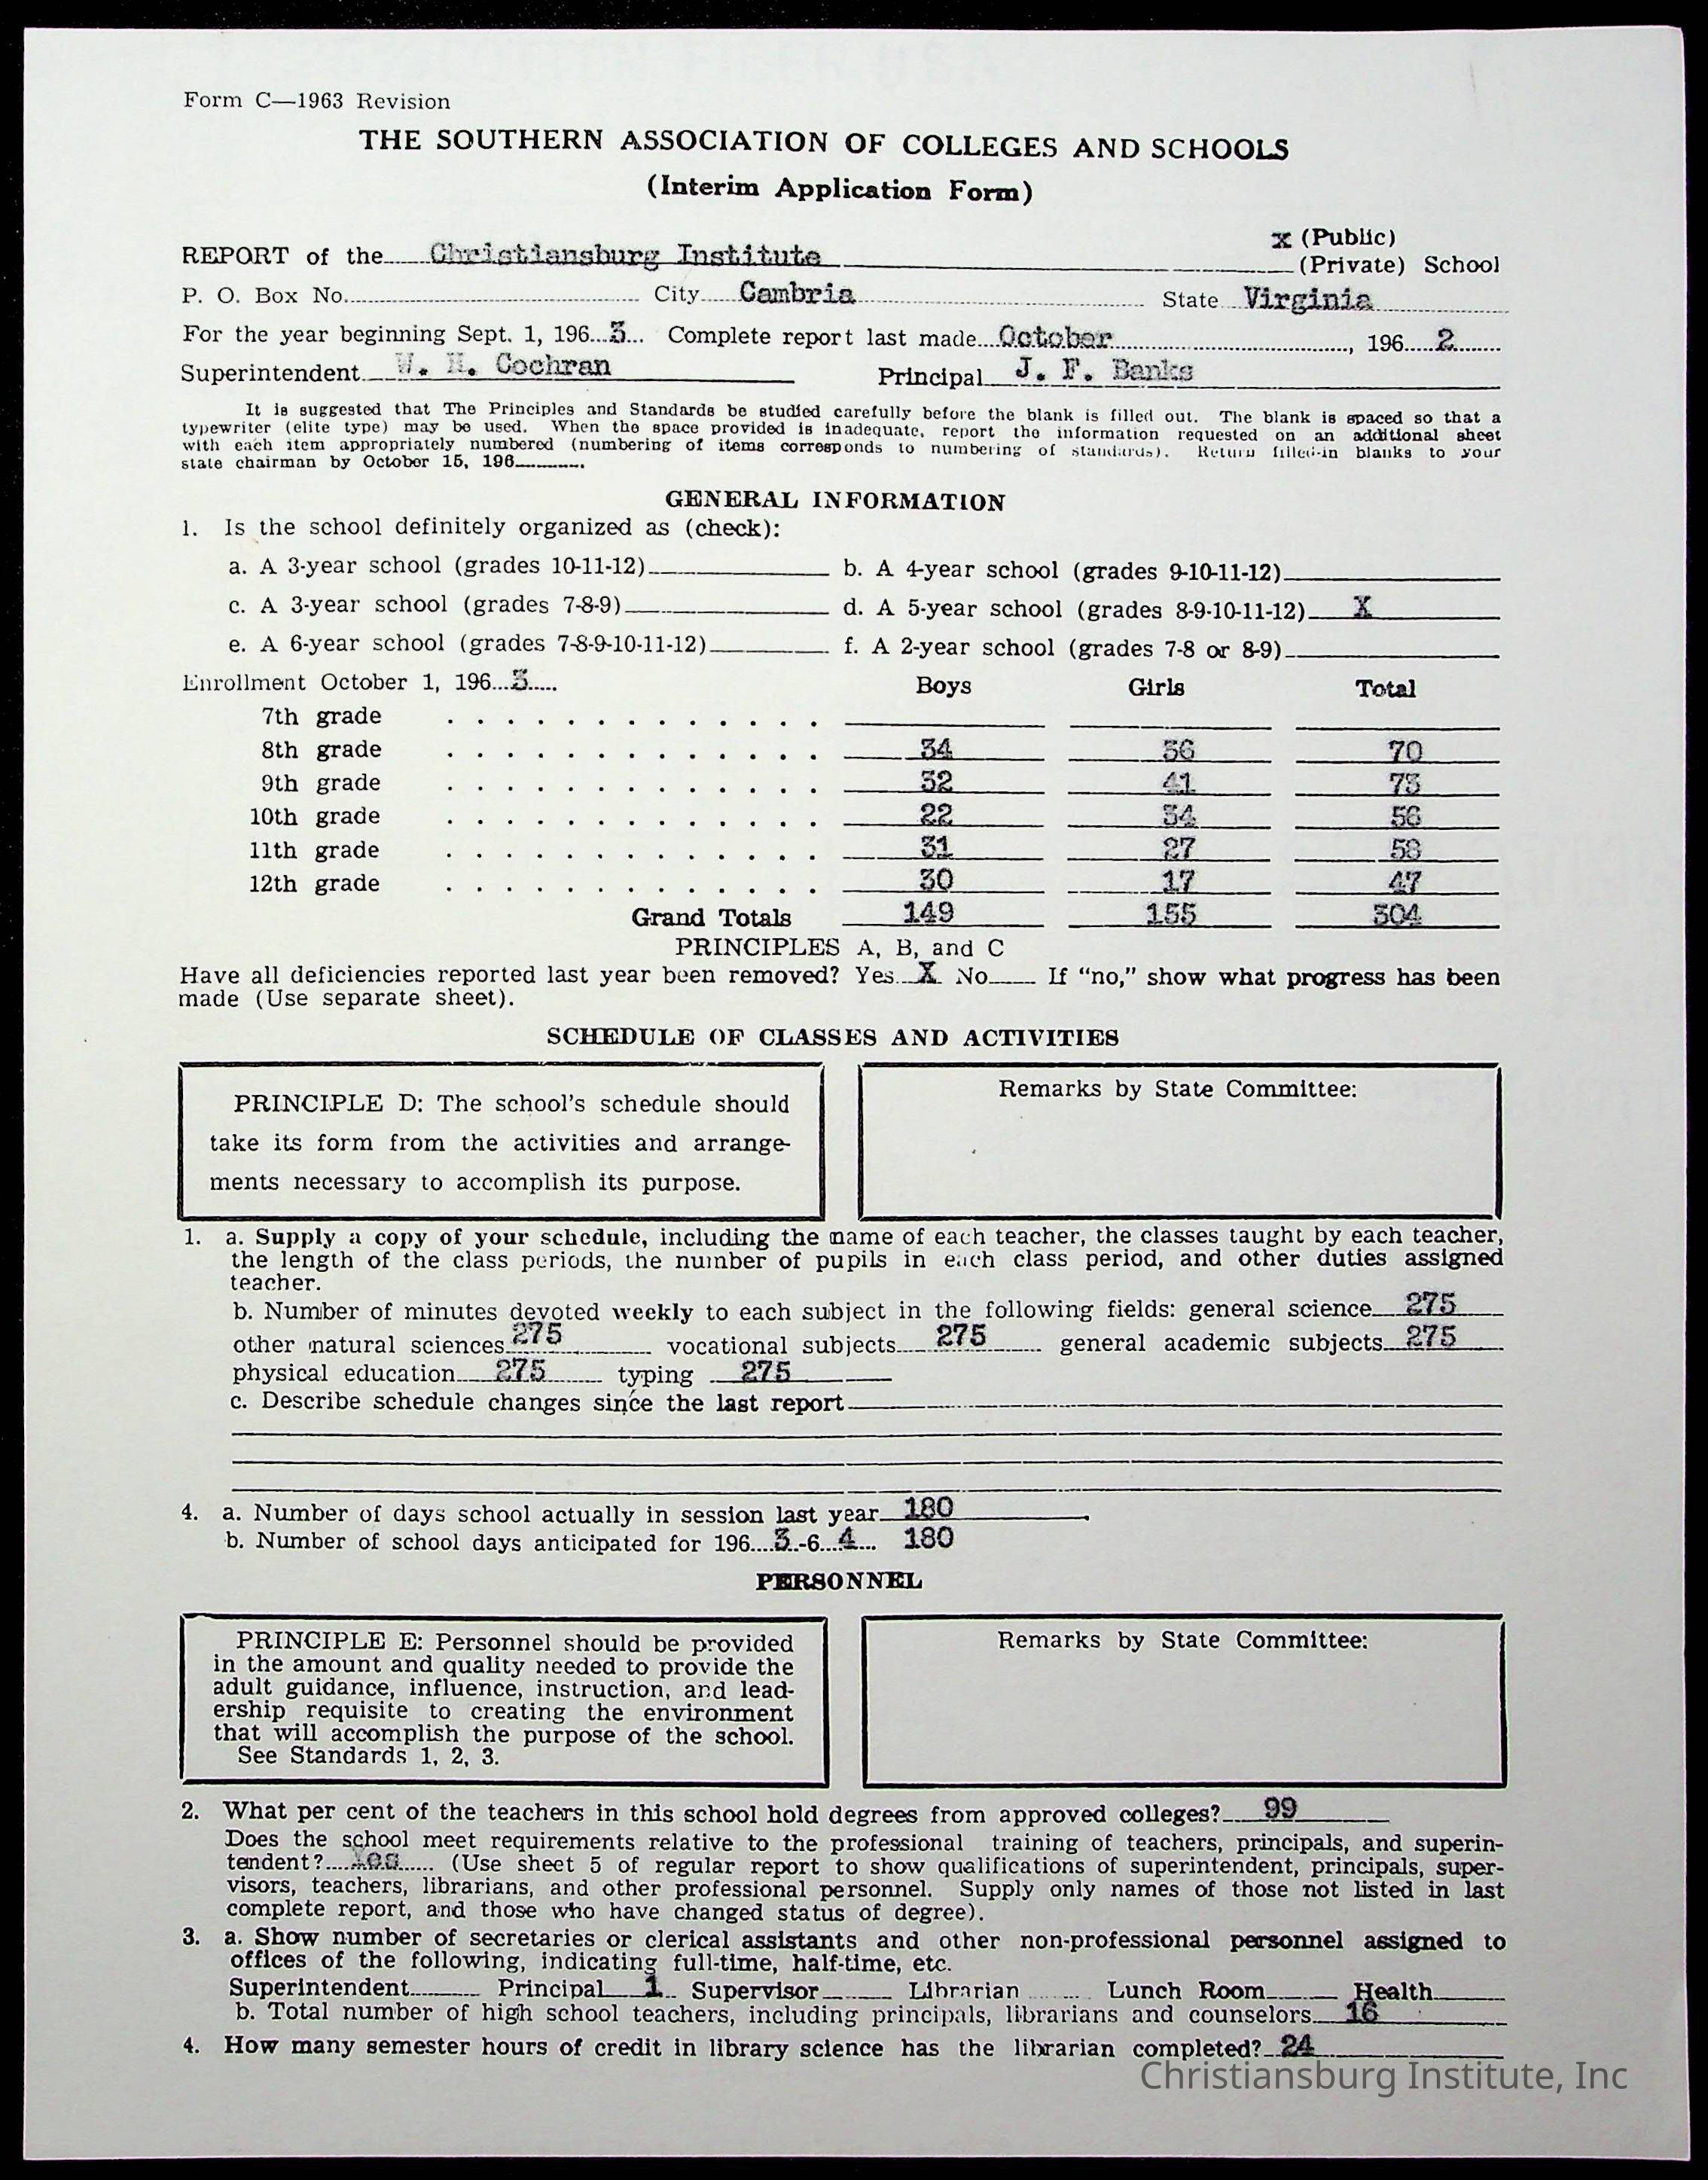 Form C—1963 Revision
THE SOUTHERN ASSOCIATION OF COLLEGES AND SCHOOLS
(Interim Application Form)
x (Public)
REPORT of the Christiansburg Institute (Private) School
P. O. Box No. City Cambria State Virginia
For the year beginning Sept. 1, 196 3 Complete report last made October, 196 2
Superintendent W. H. Cochran Principal J. F. Banks
It is suggested that The Principles and Standards be studied carefully before the blank is filled out. The blank is spaced so that a
typewriter (elite type) may be used. When the space provided is inadequate, report the information requested on an additional sheet
with each item appropriately numbered (numbering of items corresponds to numbering of standards). Return filled-in blanks to your
state chairman by October 15, 196 .
GENERAL INFORMATION
1. Is the school definitely organized as (check):
a. A 3-year school (grades 10-11-12) b. A 4-year school (grades 9-10-11-12)
c. A 3-year school (grades 7-8-9) d. A 5-year school (grades 8-9-10-11-12) X
e. A 6-year school (grades 7-8-9-10-11-12) f. A 2-year school (grades 7-8 or 8-9)
Enrollment October 1, 196 3 Boys Girls Total
7th grade
8th grade 34 36 70
9th grade 32 41 73
10th grade 22 34 56
11th grade 31 27 58
12th grade 30 17 47
Grand Totals 149 155 304
PRINCIPLES A, B, and C
Have all deficiencies reported last year been removed? Yes X No If "no," show what progress has been
made (Use separate sheet).
SCHEDULE OF CLASSES AND ACTIVITIES
PRINCIPLE D: The school's schedule should
take its form from the activities and arrange-
ments necessary to accomplish its purpose.
Remarks by State Committee:
1. a. Supply a copy of your schedule, including the name of each teacher, the classes taught by each teacher,
the length of the class periods, the number of pupils in each class period, and other duties assigned
teacher.
b. Number of minutes devoted weekly to each subject in the following fields: general science 275
other natural sciences 275 vocational subjects 275 general academic subjects 275
physical education 275 typing 275
c. Describe schedule changes since the last report
4. a. Number of days school actually in session last year 180 .
b. Number of school days anticipated for 196 3 -6 4 180
PERSONNEL
PRINCIPLE E: Personnel should be provided
in the amount and quality needed to provide the
adult guidance, influence, instruction, and lead-
ership requisite to creating the environment
that will accomplish the purpose of the school.
See Standards 1, 2, 3.
Remarks by State Committee:
2. What per cent of the teachers in this school hold degrees from approved colleges? 99
Does the school meet requirements relative to the professional training of teachers, principals, and superin-
tendent? Yes (Use sheet 5 of regular report to show qualifications of superintendent, principals, super-
visors, teachers, librarians, and other professional personnel. Supply only names of those not listed in last
complete report, and those who have changed status of degree).
3. a. Show number of secretaries or clerical assistants and other non-professional personnel assigned to
offices of the following, indicating full-time, half-time, etc.
Superintendent Principal 1 Supervisor Librarian Lunch Room Health
b. Total number of high school teachers, including principals, librarians and counselors 16
4. How many semester hours of credit in library science has the librarian completed? 24
Christiansburg Institute, Inc